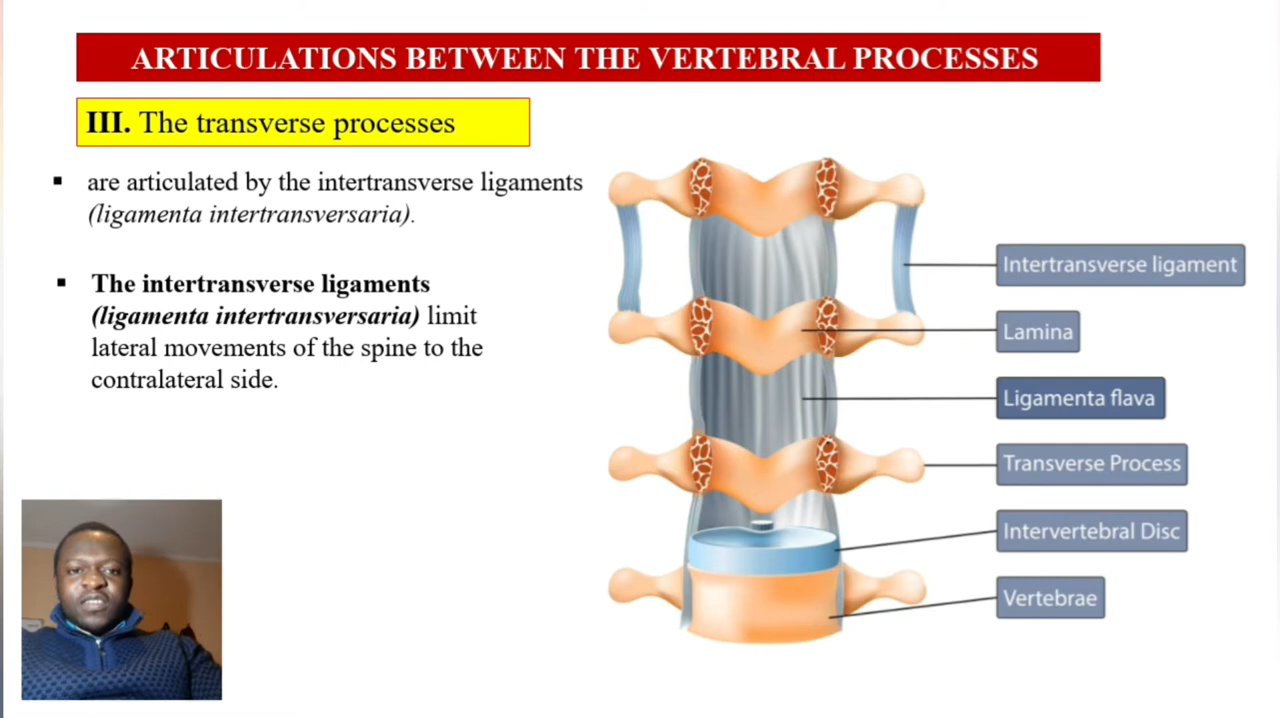 ARTICULATIONS BETWEEN THE VERTEBRAL PROCESSES
III. The transverse processes
▪ are articulated by the intertransverse ligaments
(ligamenta intertransversaria).
▪ The intertransverse ligaments
(ligamenta intertransversaria) limit
lateral movements of the spine to the
contralateral side.
Intertransverse ligament
Lamina
Ligamenta flava
Transverse Process
Intervertebral Disc
Vertebrae